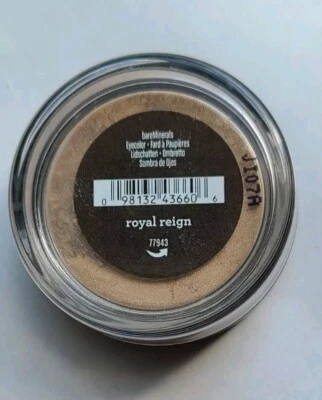 bareMinerals
Eyecolor • Fard à Paupières
Lidschatten • Ombretto
Sombra de Ojos
0 98132 43660 6
royal reign
77943
J107A